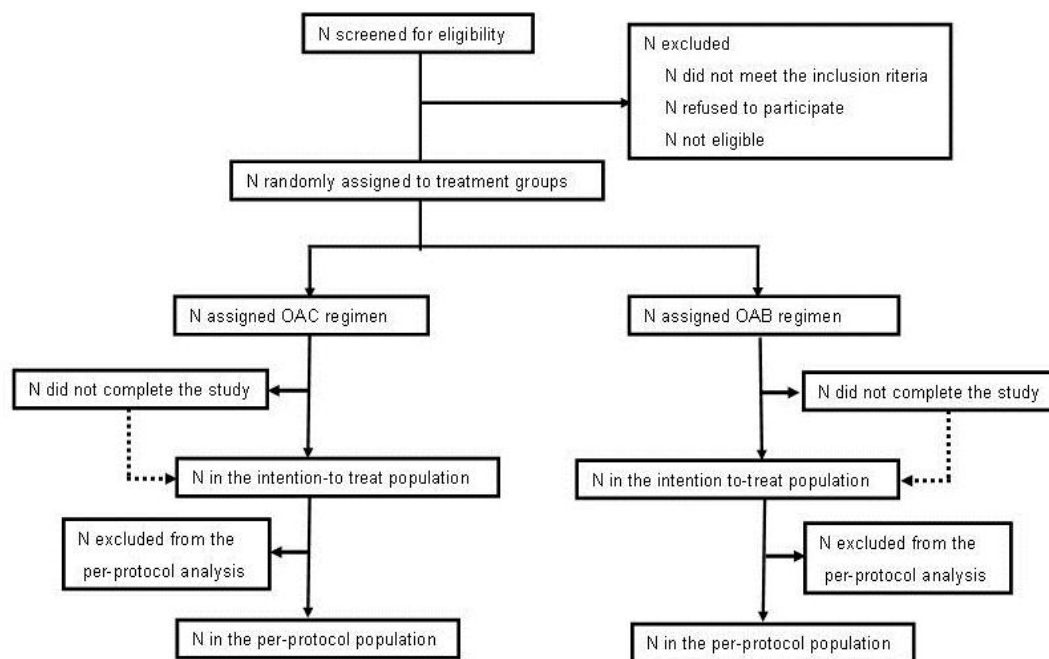 N screened for eligibility
N excluded
N did not meet the inclusion riteria
N refused to participate
N not eligible
N randomly assigned to treatment groups
N assigned OAC regimen
N assigned OAB regimen
N did not complete the study
N did not complete the study
N in the intention-to treat population
N in the intention to-treat population
N excluded from the
per-protocol analysis
N excluded from the
per-protocol analysis
N in the per-protocol population
N in the per-protocol population